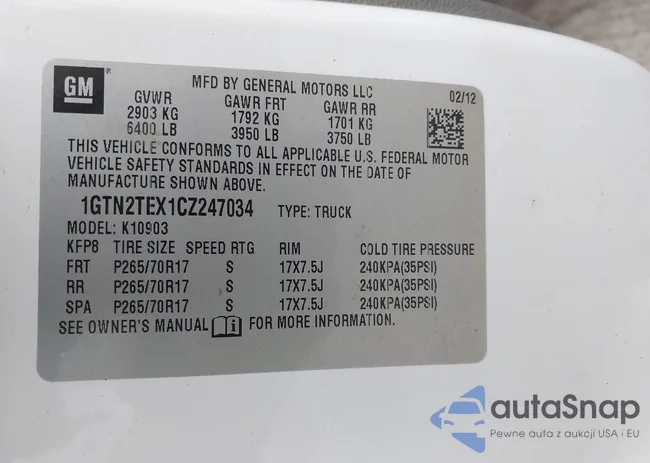 GM ®
MFD BY GENERAL MOTORS LLC
02/12
GVWR GAWR FRT GAWR RR
2903 KG 1792 KG 1701 KG
6400 LB 3950 LB 3750 LB
THIS VEHICLE CONFORMS TO ALL APPLICABLE U.S. FEDERAL MOTOR
VEHICLE SAFETY STANDARDS IN EFFECT ON THE DATE OF
MANUFACTURE SHOWN ABOVE.
1GTN2TEX1CZ247034 TYPE: TRUCK
MODEL: K10903
KFP8 TIRE SIZE SPEED RTG RIM COLD TIRE PRESSURE
FRT P265/70R17 S 17X7.5J 240KPA(35PSI)
RR P265/70R17 S 17X7.5J 240KPA(35PSI)
SPA P265/70R17 S 17X7.5J 240KPA(35PSI)
SEE OWNER'S MANUAL FOR MORE INFORMATION.
autaSnap
Pewne auta z aukcji USA i EU